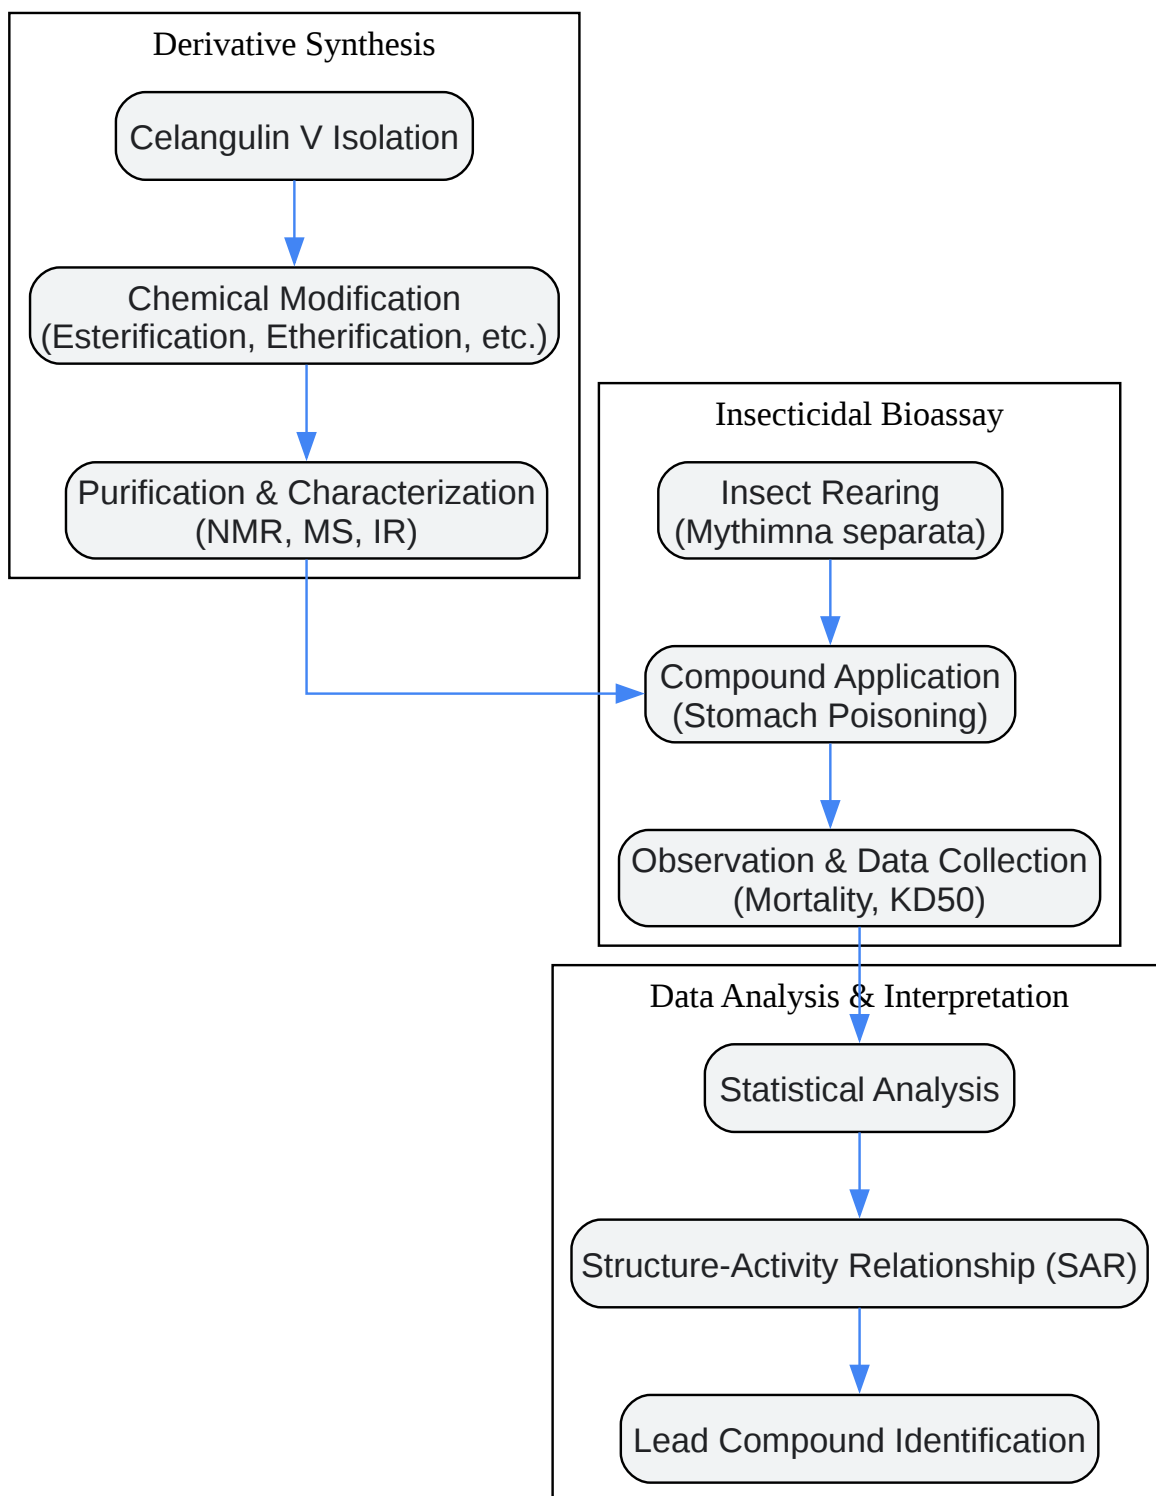 Derivative Synthesis
Celangulin V Isolation
Chemical Modification
(Esterification, Etherification, etc.)
Purification & Characterization
(NMR, MS, IR)
Insecticidal Bioassay
Insect Rearing
(Mythimna separata)
Compound Application
(Stomach Poisoning)
Observation & Data Collection
(Mortality, KD50)
Data Analysis & Interpretation
Statistical Analysis
Structure-Activity Relationship (SAR)
Lead Compound Identification